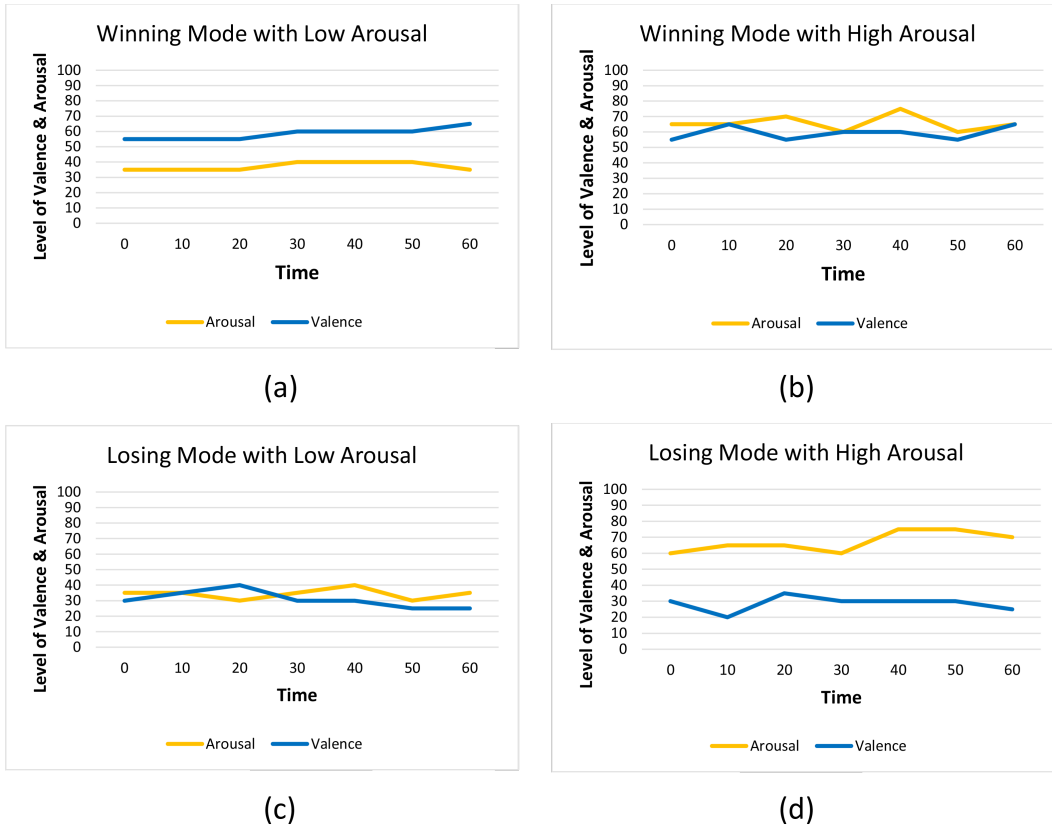 Winning Mode with Low Arousal
Level of Valence & Arousal
100
90
80
70
60
50
40
30
20
10
0
0 10 20 30 40 50 60
Time
Arousal Valence
(a)
Winning Mode with High Arousal
Level of Valence & Arousal
100
90
80
70
60
50
40
30
20
10
0
0 10 20 30 40 50 60
Time
Arousal Valence
(b)
Losing Mode with Low Arousal
Level of Valence & Arousal
100
90
80
70
60
50
40
30
20
10
0
0 10 20 30 40 50 60
Time
Arousal Valence
(c)
Losing Mode with High Arousal
Level of Valence & Arousal
100
90
80
70
60
50
40
30
20
10
0
0 10 20 30 40 50 60
Time
Arousal Valence
(d)